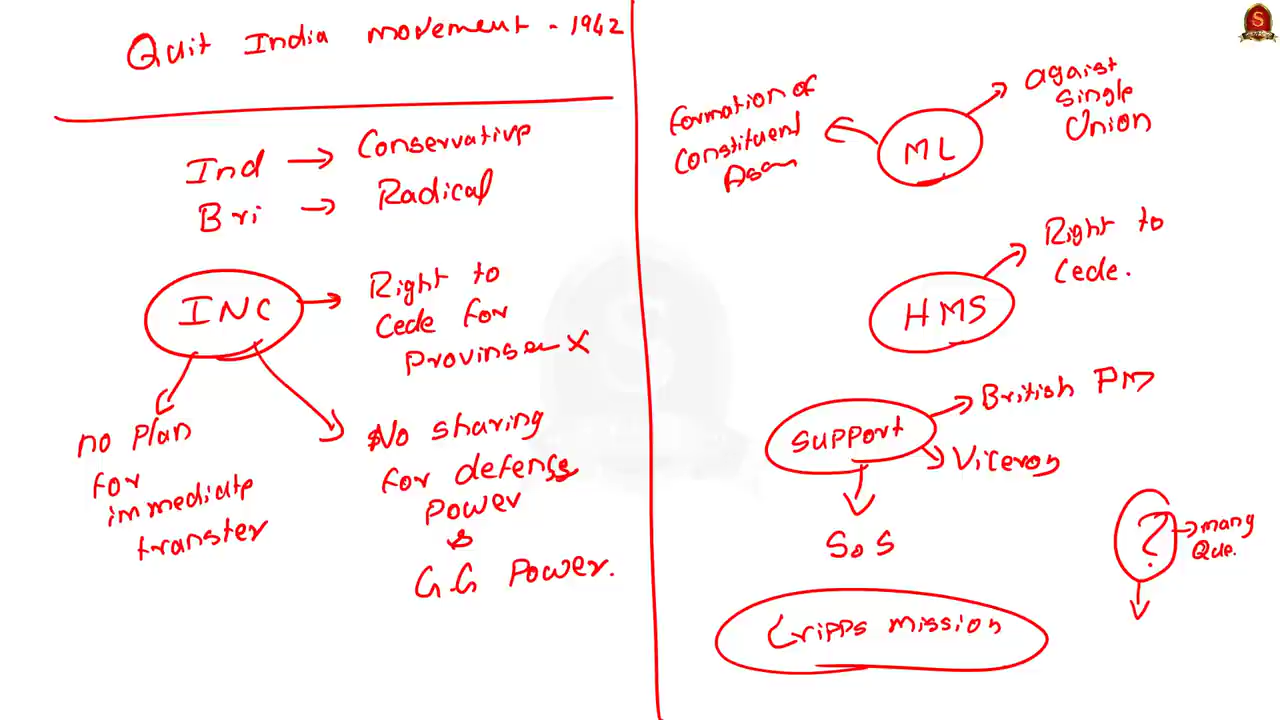 Quit India movement - 1942
Ind → Conservative
Bri → Radical
INC
Right to
Cede for
Provinsen X
no Plan
for
immediate
transfer
No sharing
for defense
Power
&
G.G Power.
ML
against
single
Union
Formation of
Constituent
Asam
HMS
Right to
Cede.
Support
British PM
Viceroy
SoS
Cripps mission
?
→ many
Que.
S